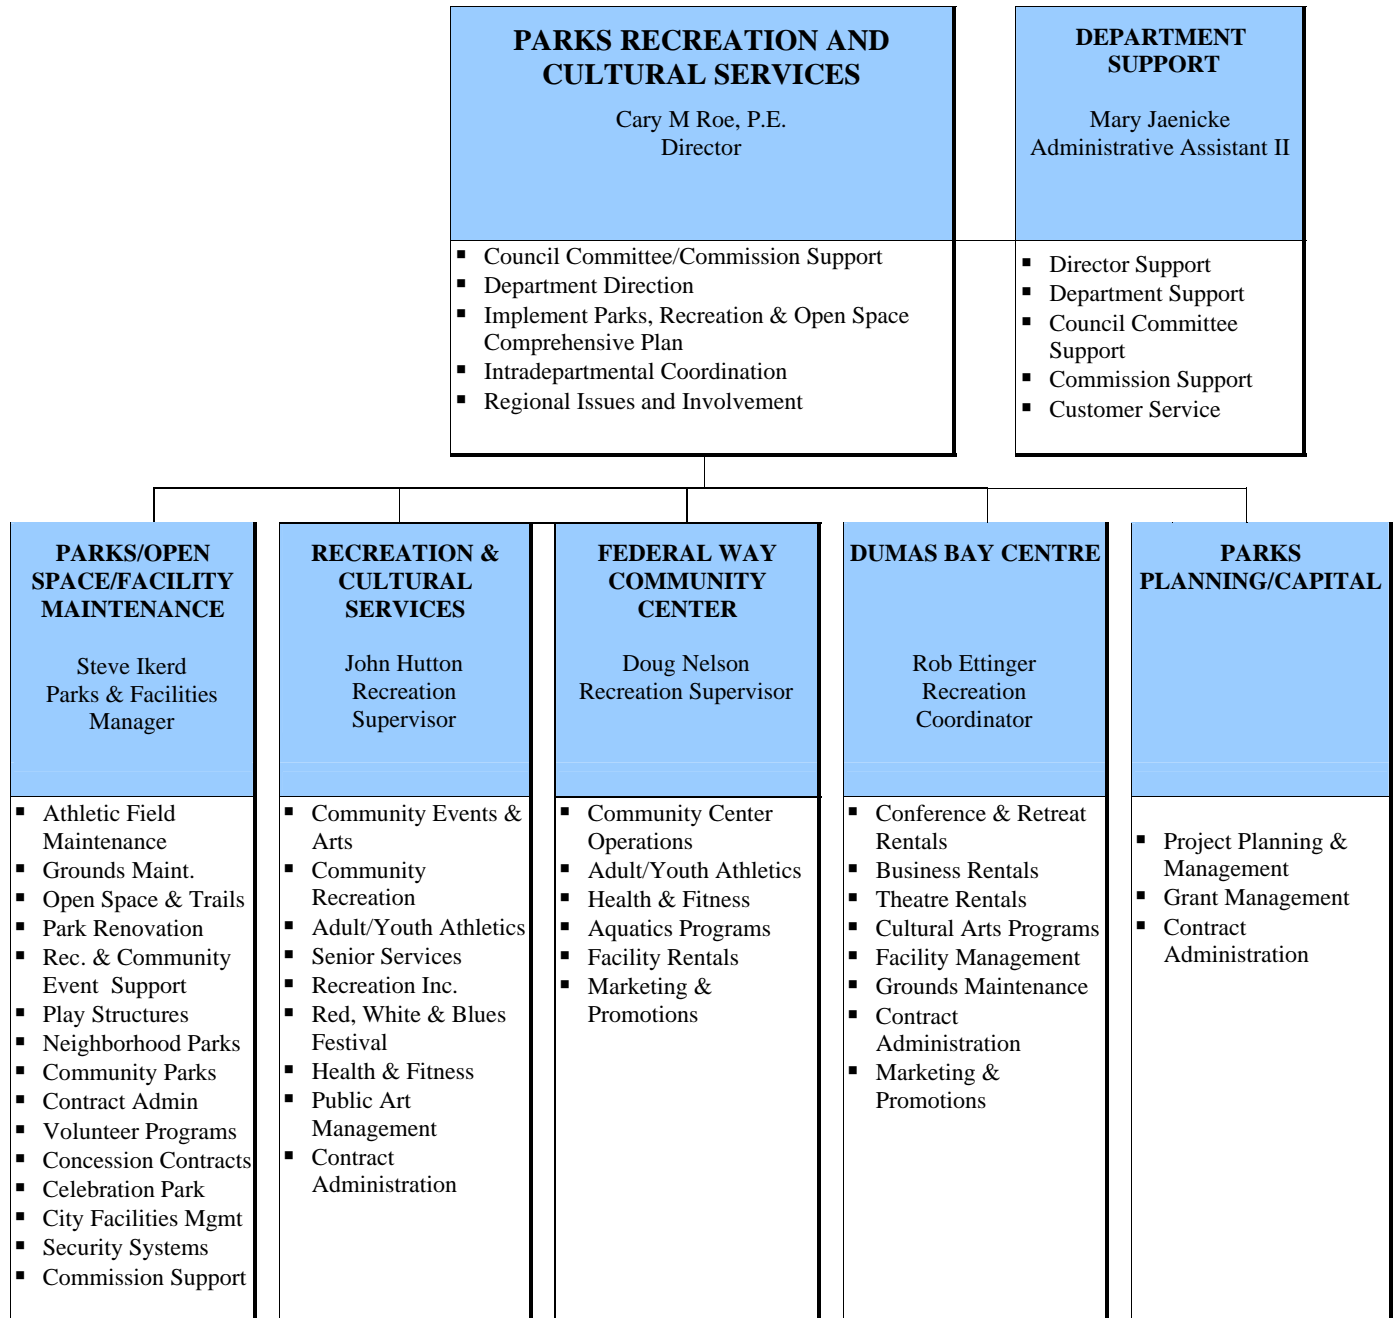 PARKS RECREATION AND
CULTURAL SERVICES
Cary M Roe, P.E.
Director
▪ Council Committee/Commission Support
▪ Department Direction
▪ Implement Parks, Recreation & Open Space
Comprehensive Plan
▪ Intradepartmental Coordination
▪ Regional Issues and Involvement
DEPARTMENT
SUPPORT
Mary Jaenicke
Administrative Assistant II
▪ Director Support
▪ Department Support
▪ Council Committee
Support
▪ Commission Support
▪ Customer Service
PARKS/OPEN
SPACE/FACILITY
MAINTENANCE
Steve Ikerd
Parks & Facilities
Manager
▪ Athletic Field
Maintenance
▪ Grounds Maint.
▪ Open Space & Trails
▪ Park Renovation
▪ Rec. & Community
Event Support
▪ Play Structures
▪ Neighborhood Parks
▪ Community Parks
▪ Contract Admin
▪ Volunteer Programs
▪ Concession Contracts
▪ Celebration Park
▪ City Facilities Mgmt
▪ Security Systems
▪ Commission Support
RECREATION &
CULTURAL
SERVICES
John Hutton
Recreation
Supervisor
▪ Community Events &
Arts
▪ Community
Recreation
▪ Adult/Youth Athletics
▪ Senior Services
▪ Recreation Inc.
▪ Red, White & Blues
Festival
▪ Health & Fitness
▪ Public Art
Management
▪ Contract
Administration
FEDERAL WAY
COMMUNITY
CENTER
Doug Nelson
Recreation Supervisor
▪ Community Center
Operations
▪ Adult/Youth Athletics
▪ Health & Fitness
▪ Aquatics Programs
▪ Facility Rentals
▪ Marketing &
Promotions
DUMAS BAY CENTRE
Rob Ettinger
Recreation
Coordinator
▪ Conference & Retreat
Rentals
▪ Business Rentals
▪ Theatre Rentals
▪ Cultural Arts Programs
▪ Facility Management
▪ Grounds Maintenance
▪ Contract
Administration
▪ Marketing &
Promotions
PARKS
PLANNING/CAPITAL
▪ Project Planning &
Management
▪ Grant Management
▪ Contract
Administration